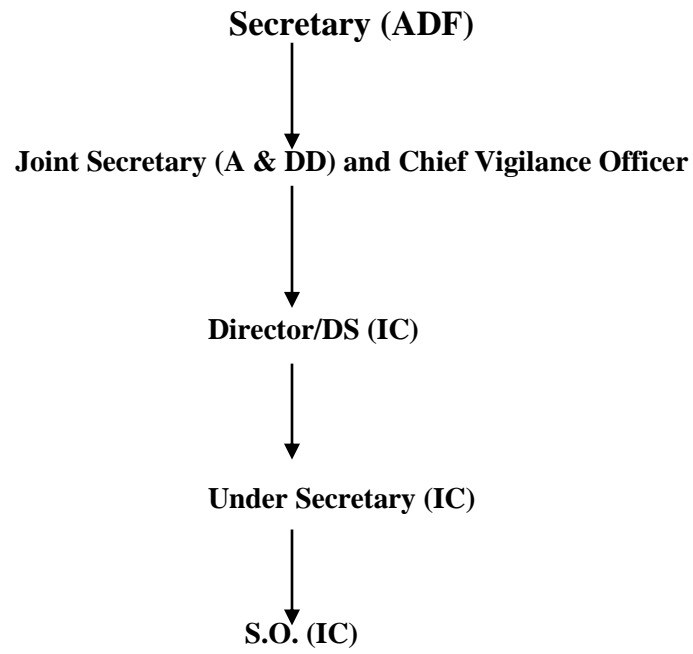 Secretary (ADF)
Joint Secretary (A & DD) and Chief Vigilance Officer
Director/DS (IC)
Under Secretary (IC)
S.O. (IC)